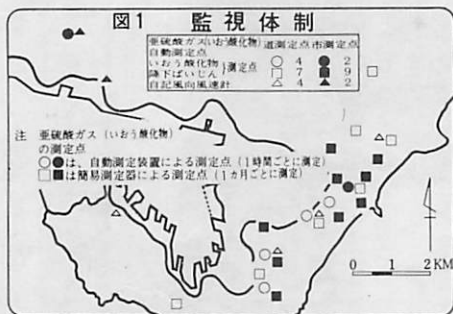 図1 監視体制
亜硫酸ガス(いおう酸化物) 道測定点 市測定点
自動測定点 ○ 4 ● 2
いおう酸化物 }測定点
降下ばいじん □ 7 ■ 9
自記風向風速計 △ 4 ▲ 2
注 亜硫酸ガス(いおう酸化物)
の測定点
○●は、自動測定装置による測定点(1時間ごとに測定)
□■は簡易測定器による測定点(1カ月ごとに測定)
0 1 2 KM